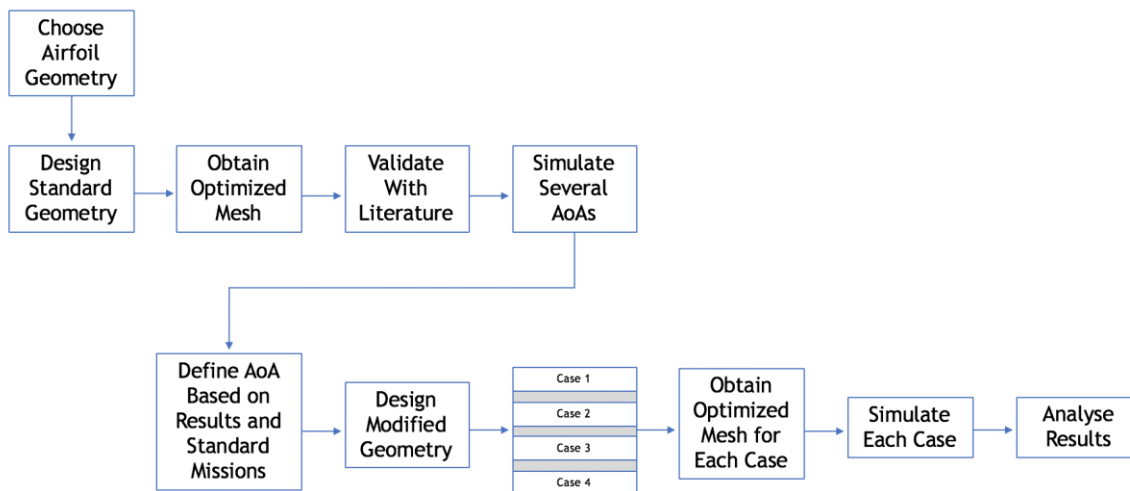 Choose
Airfoil
Geometry
Design
Standard
Geometry
Obtain
Optimized
Mesh
Validate
With
Literature
Simulate
Several
AoAs
Define AoA
Based on
Results and
Standard
Missions
Design
Modified
Geometry
Case 1
Case 2
Case 3
Case 4
Obtain
Optimized
Mesh for
Each Case
Simulate
Each Case
Analyse
Results